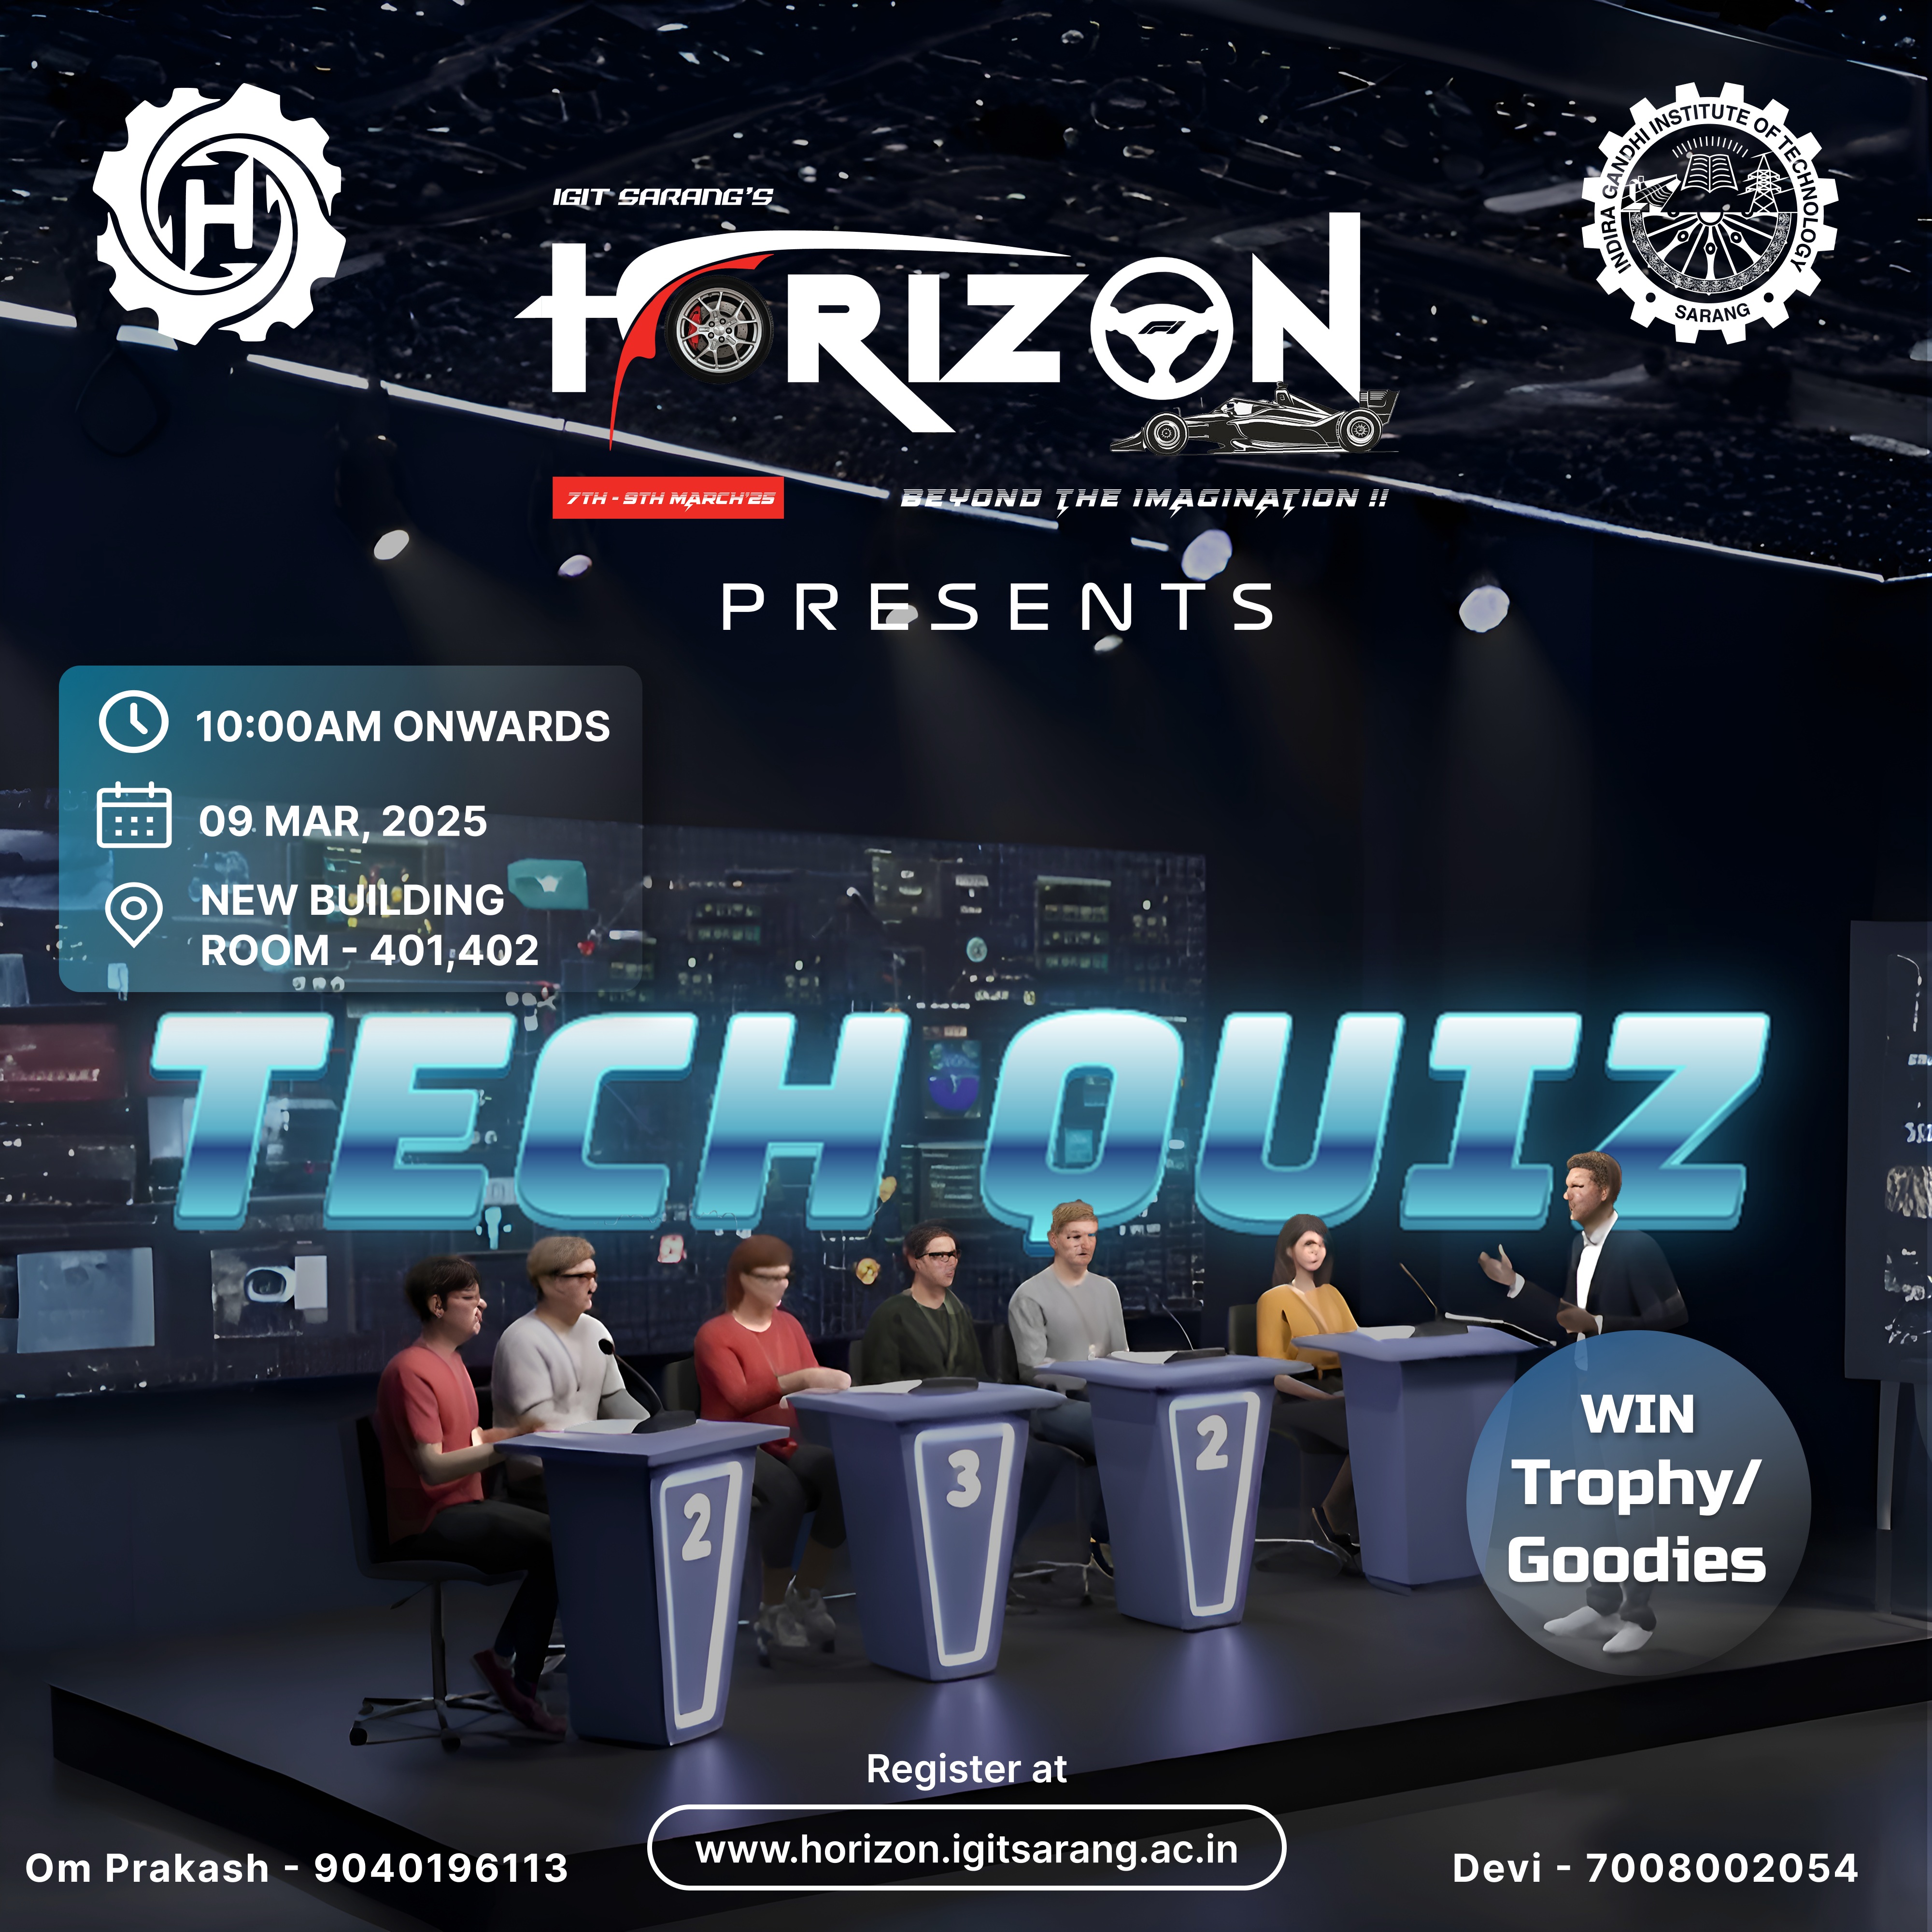 IGIT SARANG'S
HORIZON
INDIRA GANDHI INSTITUTE OF TECHNOLOGY
SARANG
H
7TH - 9TH MARCH'25
BEYOND THE IMAGINATION !!
PRESENTS
10:00AM ONWARDS
09 MAR, 2025
NEW BUILDING
ROOM - 401,402
TECH QUIZ
2
3
2
WIN
Trophy/
Goodies
Register at
www.horizon.igitsarang.ac.in
Om Prakash - 9040196113
Devi - 7008002054